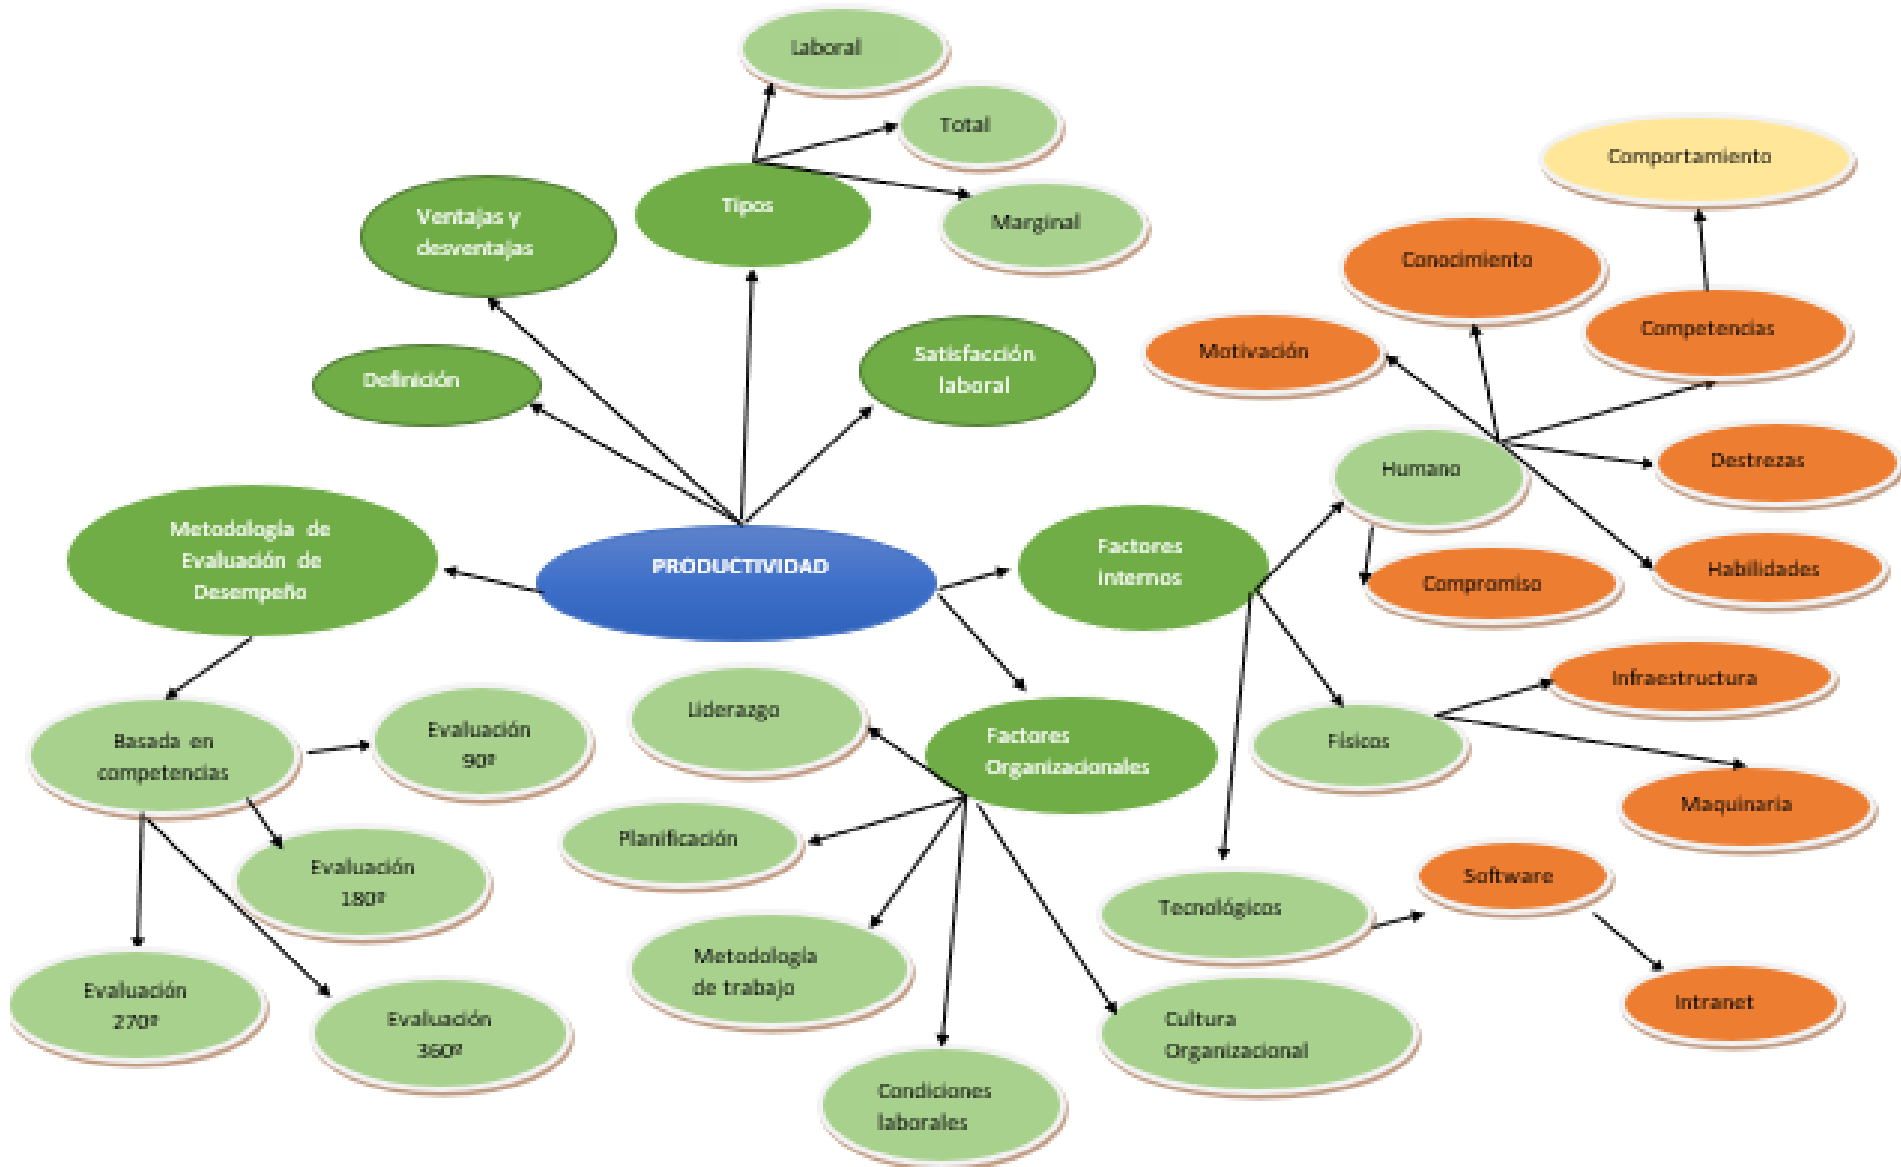 Laboral
Total
Marginal
Tipos
Ventajas y
desventajas
Definición
Satisfacción
laboral
Comportamiento
Conocimiento
Competencias
Motivación
Humano
Destrezas
Habilidades
Compromiso
Metodología de
Evaluación de
Desempeño
PRODUCTIVIDAD
Factores
internos
Infraestructura
Físicos
Maquinaria
Liderazgo
Factores
Organizacionales
Basada en
competencias
Evaluación
90º
Planificación
Evaluación
180º
Software
Tecnológicos
Metodología
de trabajo
Intranet
Evaluación
270º
Evaluación
360º
Cultura
Organizacional
Condiciones
laborales